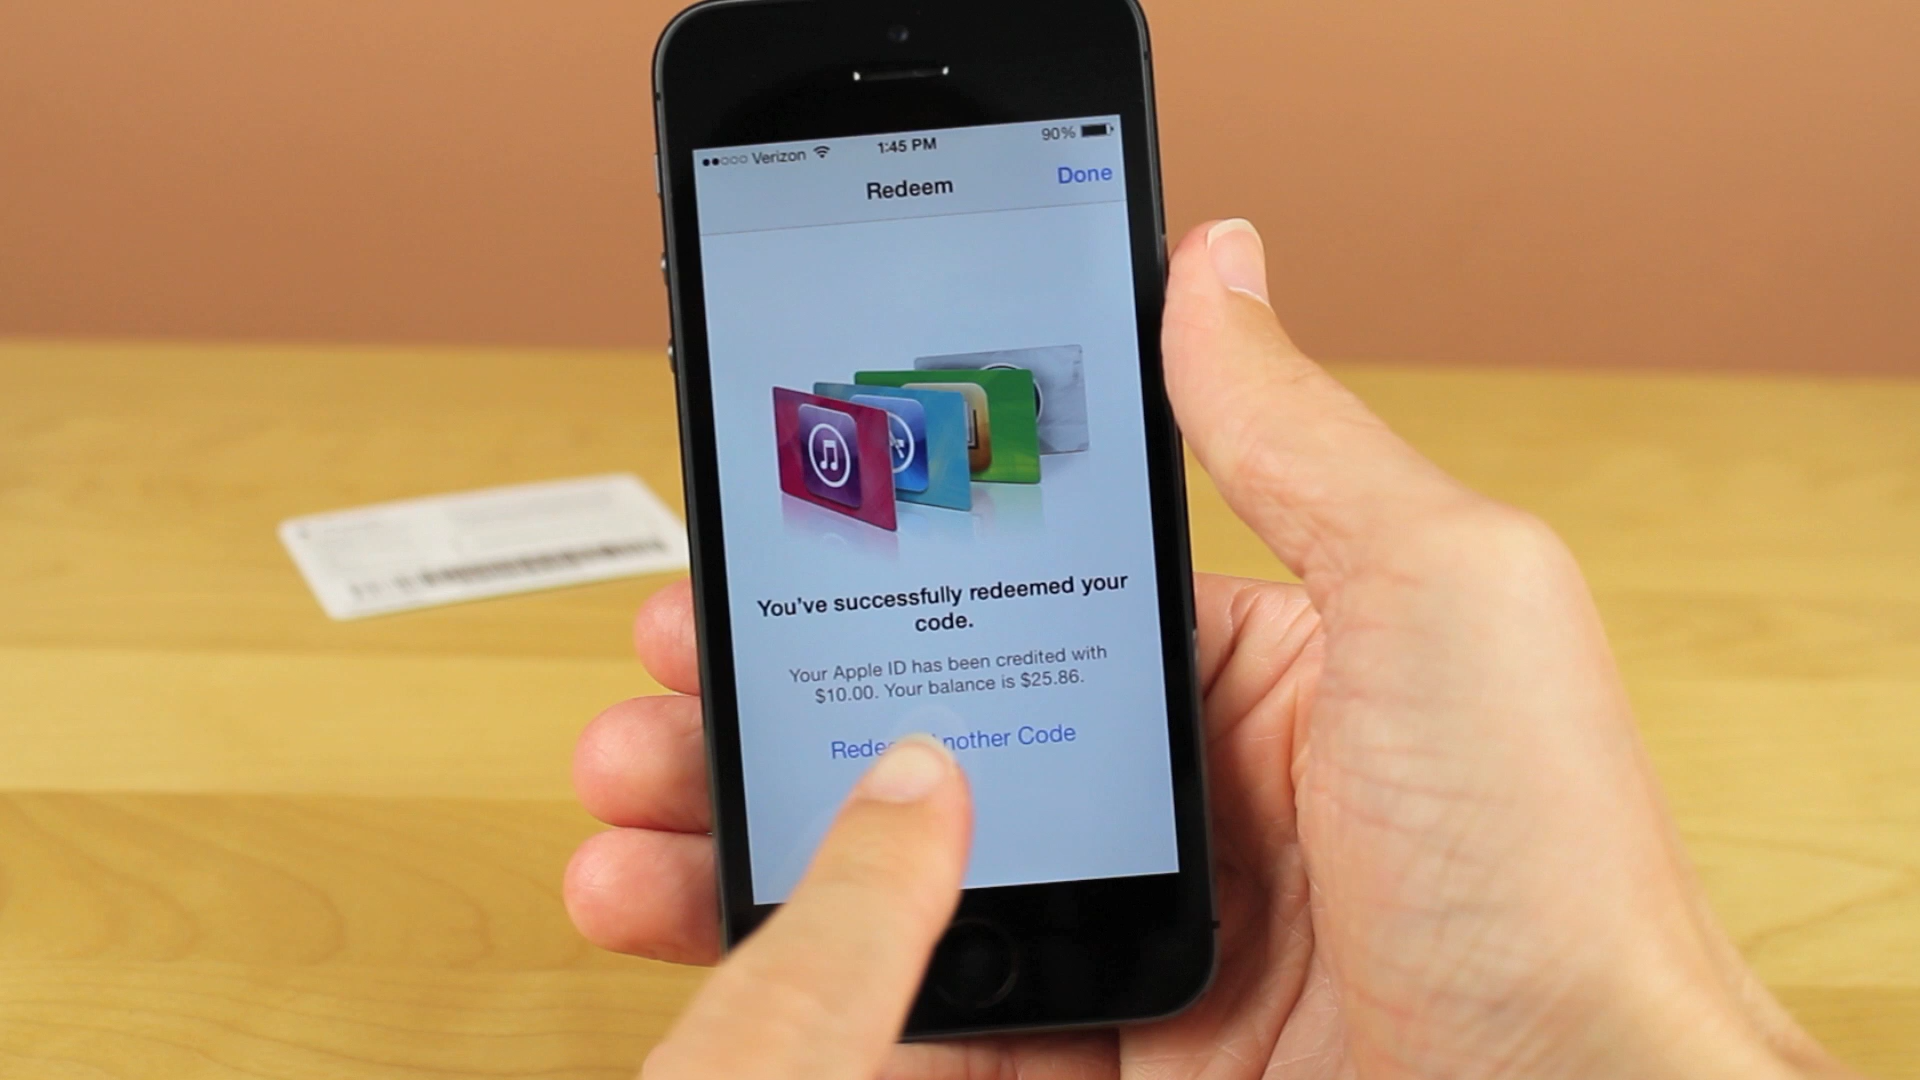 Verizon 1:45 PM 90%
Redeem Done
You've successfully redeemed your
code.
Your Apple ID has been credited with
$10.00. Your balance is $25.86.
Rede nother Code